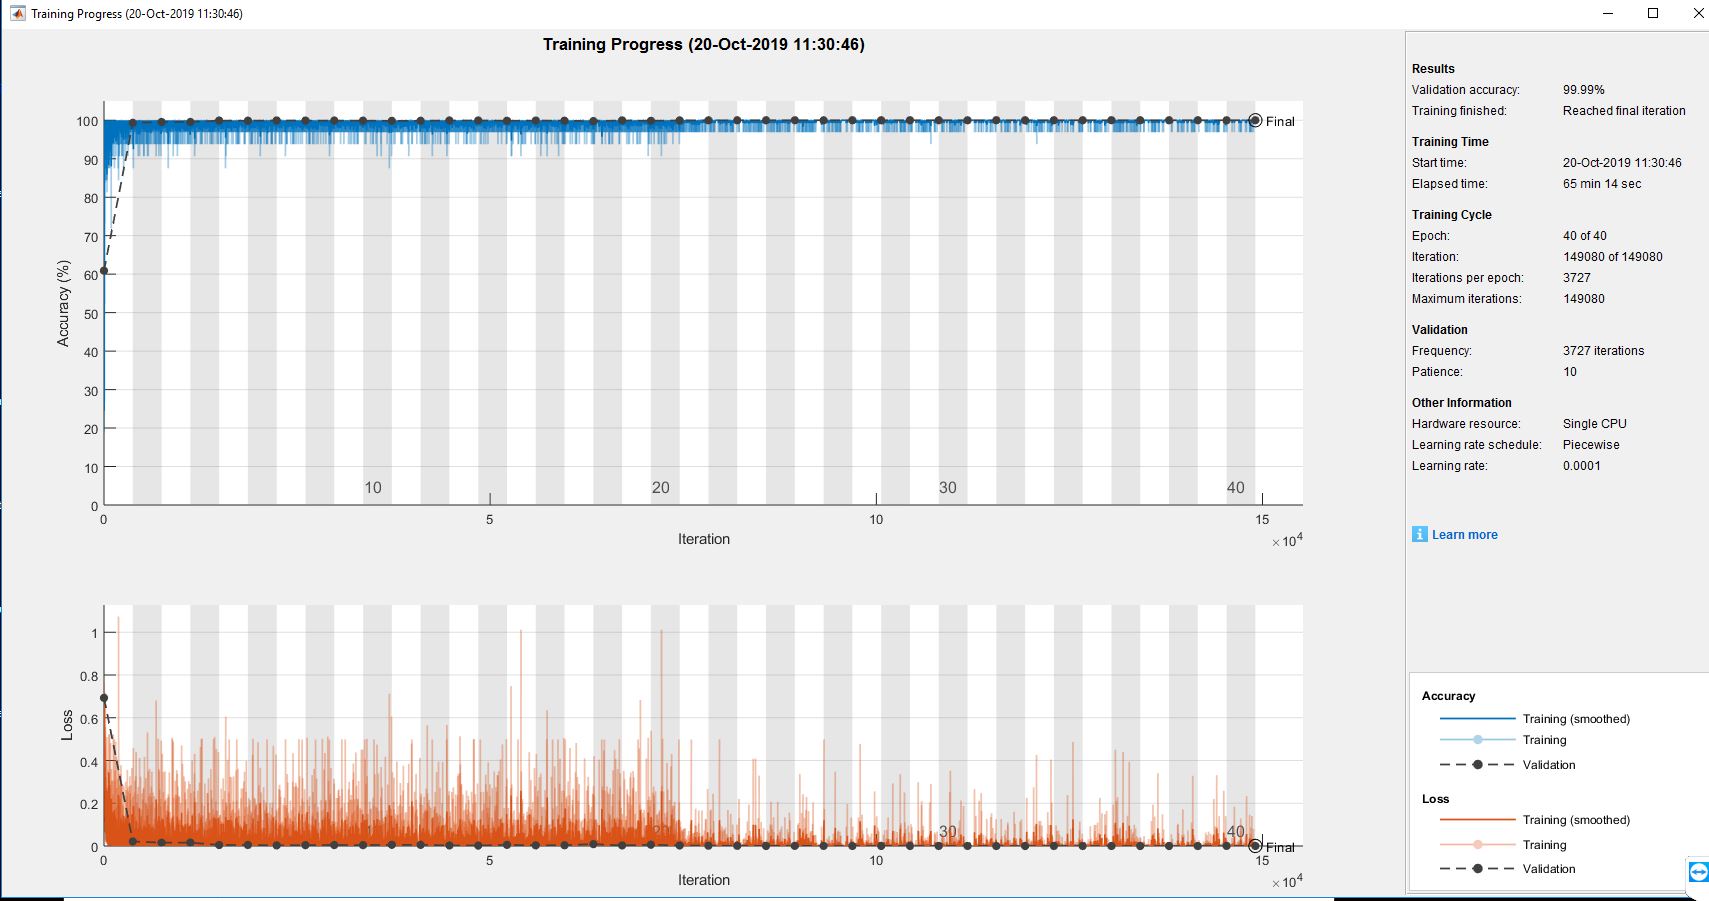 Training Progress (20-Oct-2019 11:30:46)
Training Progress (20-Oct-2019 11:30:46)
100
90
80
70
60
50
40
30
20
10
0
Accuracy (%)
10
20
30
40
Final
0
5
10
15
Iteration
×10⁴
1
0.8
0.6
0.4
0.2
0
Loss
20
30
40
Final
0
5
10
15
Iteration
×10⁴
Results
Validation accuracy: 99.99%
Training finished: Reached final iteration
Training Time
Start time: 20-Oct-2019 11:30:46
Elapsed time: 65 min 14 sec
Training Cycle
Epoch: 40 of 40
Iteration: 149080 of 149080
Iterations per epoch: 3727
Maximum iterations: 149080
Validation
Frequency: 3727 iterations
Patience: 10
Other Information
Hardware resource: Single CPU
Learning rate schedule: Piecewise
Learning rate: 0.0001
i Learn more
Accuracy
Training (smoothed)
Training
Validation
Loss
Training (smoothed)
Training
Validation